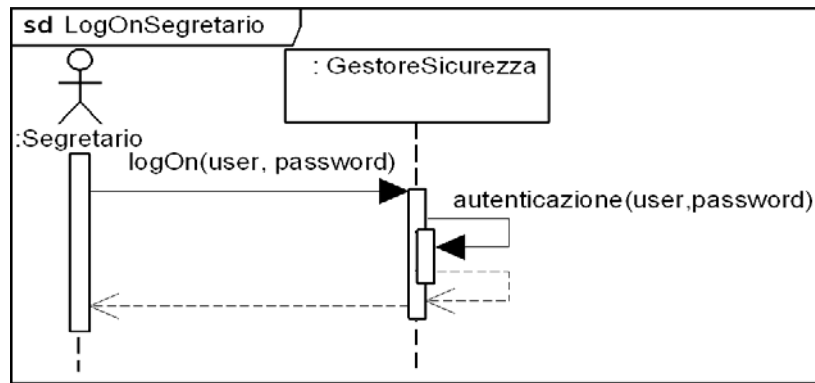 sd LogOnSegretario
: GestoreSicurezza
:Segretario
logOn(user, password)
autenticazione(user,password)